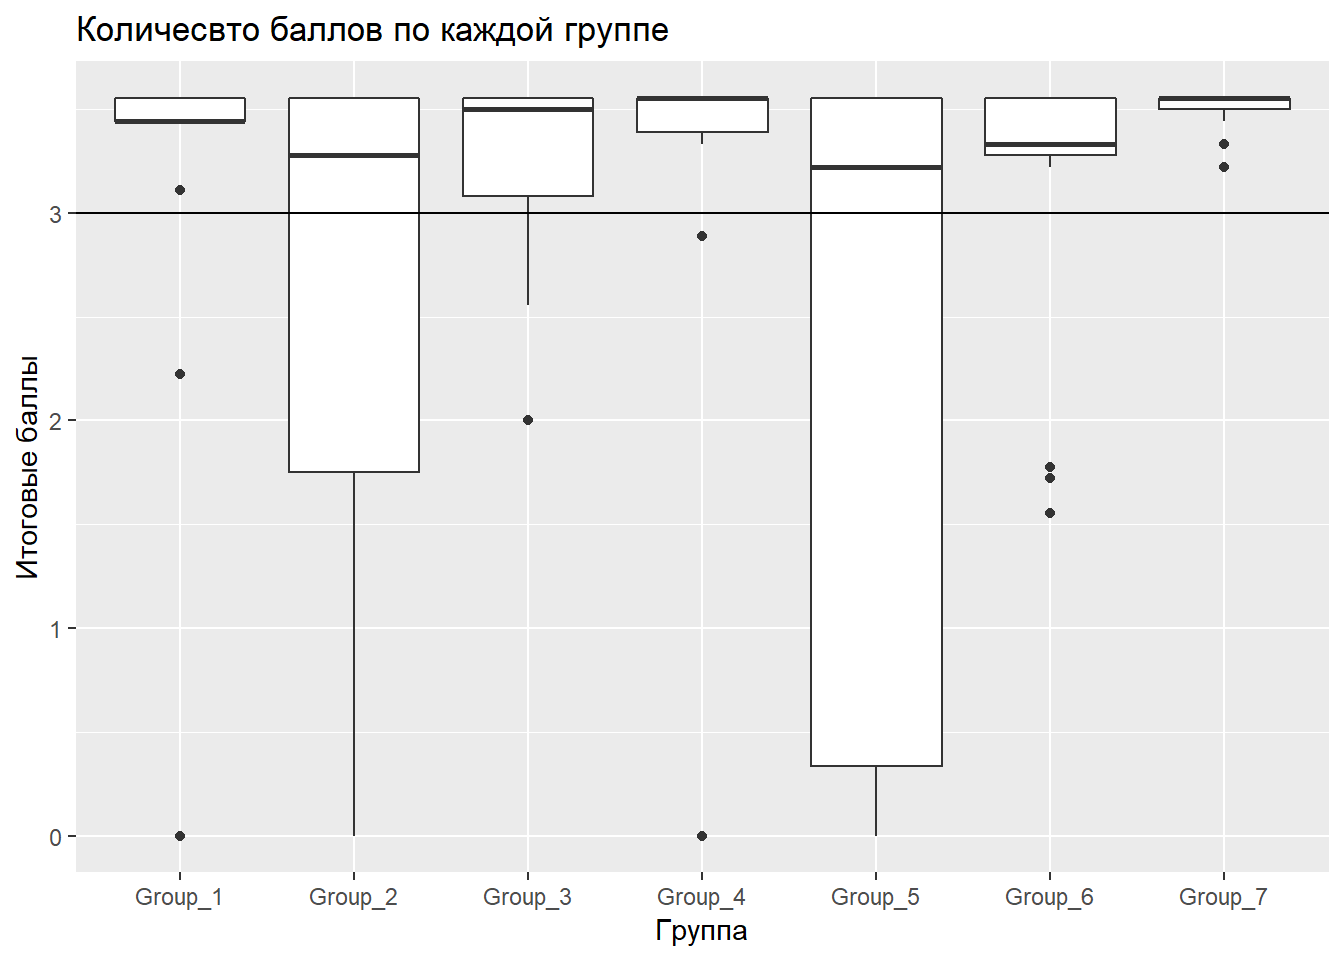 Количесвто баллов по каждой группе
Итоговые баллы
3
2
1
0
Group_1 Group_2 Group_3 Group_4 Group_5 Group_6 Group_7
Группа